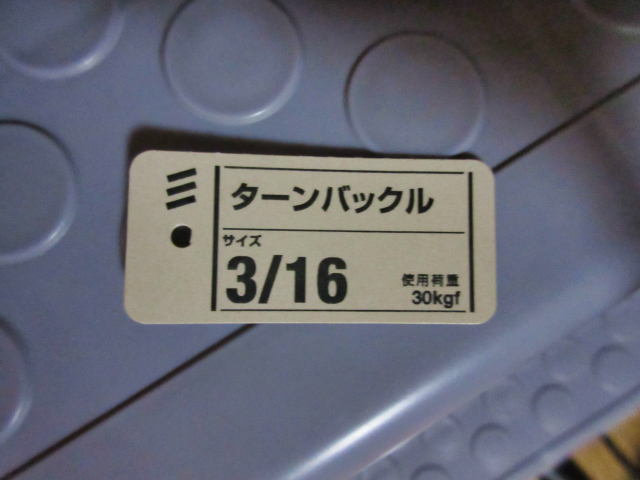 ターンバックル
サイズ
3/16
使用荷重
30kgf